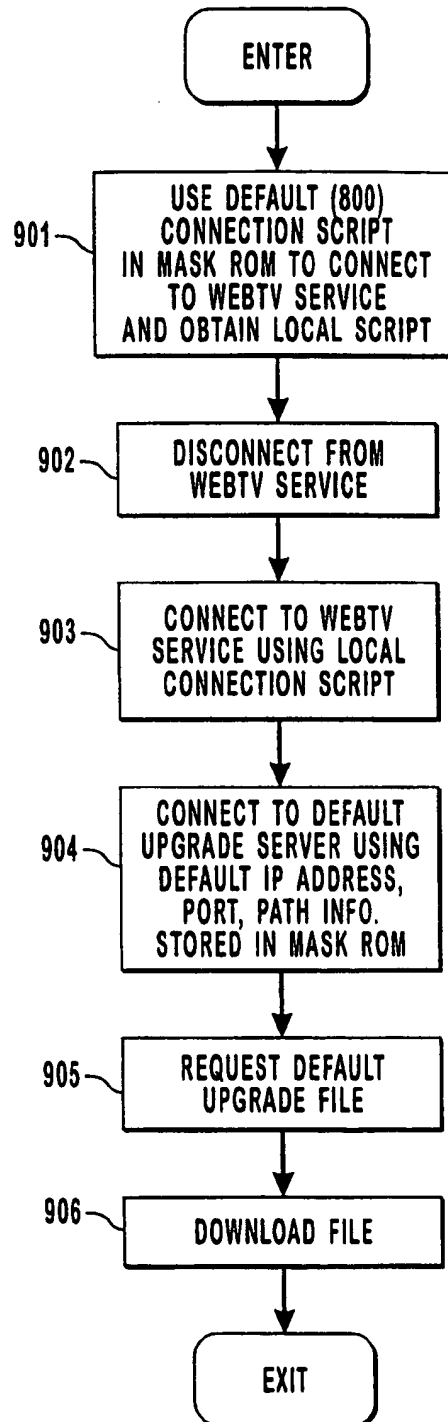 ENTER
901
USE DEFAULT (800)
CONNECTION SCRIPT
IN MASK ROM TO CONNECT
TO WEBTV SERVICE
AND OBTAIN LOCAL SCRIPT
902
DISCONNECT FROM
WEBTV SERVICE
903
CONNECT TO WEBTV
SERVICE USING LOCAL
CONNECTION SCRIPT
904
CONNECT TO DEFAULT
UPGRADE SERVER USING
DEFAULT IP ADDRESS,
PORT, PATH INFO.
STORED IN MASK ROM
905
REQUEST DEFAULT
UPGRADE FILE
906
DOWNLOAD FILE
EXIT